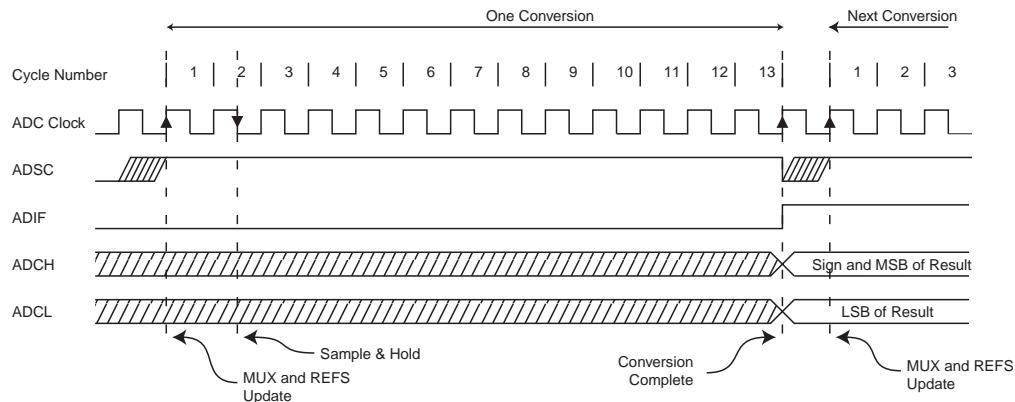 One Conversion
Next Conversion
Cycle Number 1 2 3 4 5 6 7 8 9 10 11 12 13 1 2 3
ADC Clock
ADSC
ADIF
ADCH Sign and MSB of Result
ADCL LSB of Result
Sample & Hold
MUX and REFS
Update
Conversion
Complete
MUX and REFS
Update